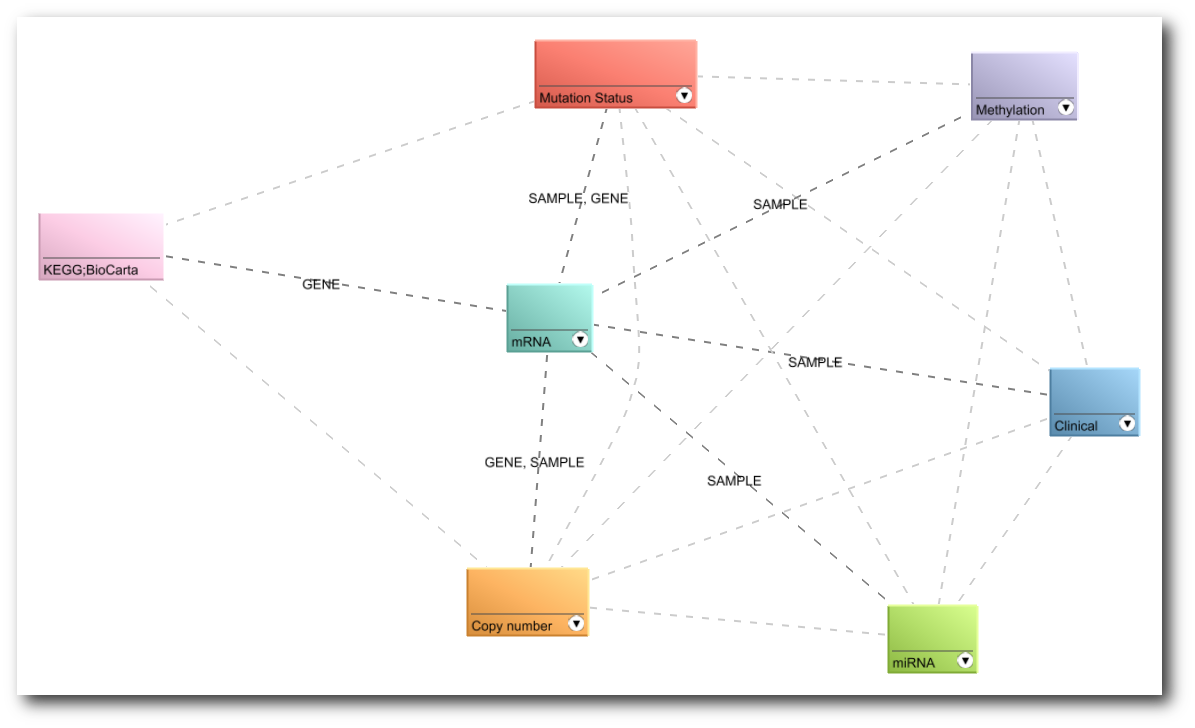 Mutation Status
Methylation
SAMPLE, GENE
SAMPLE
KEGG;BioCarta
GENE
mRNA
SAMPLE
Clinical
GENE, SAMPLE
SAMPLE
Copy number
miRNA